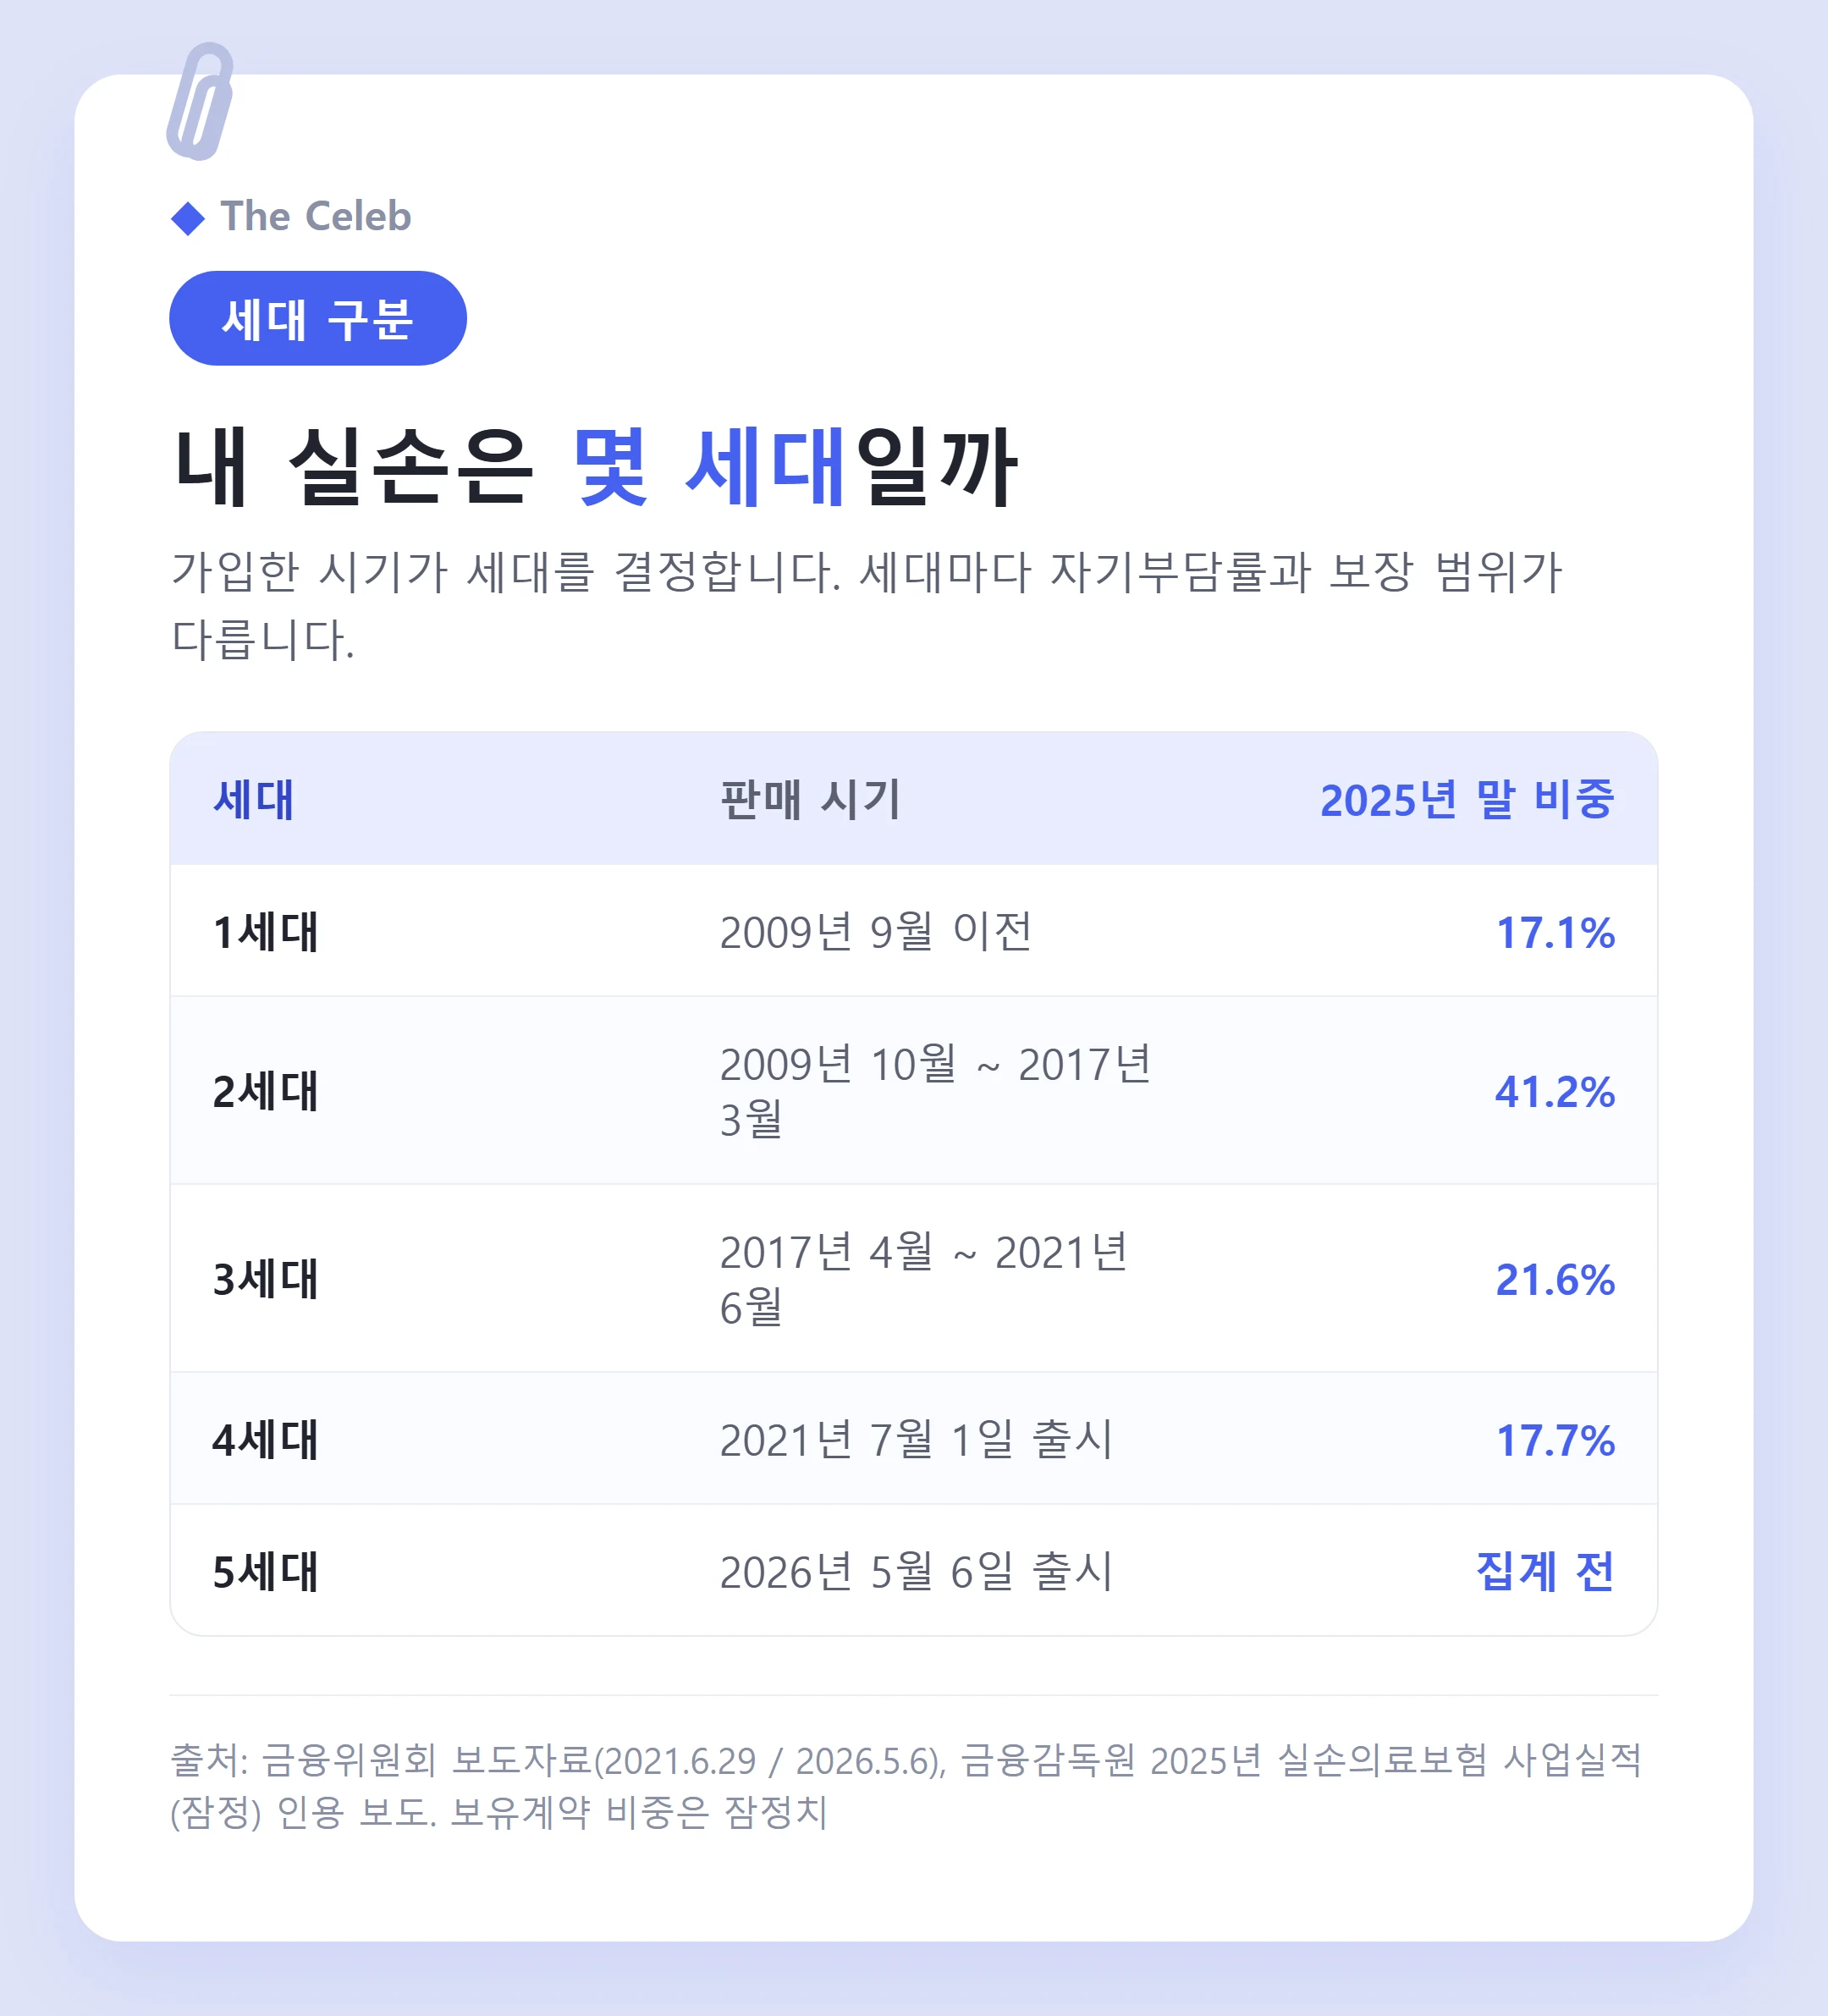 The Celeb
세대 구분
내 실손은 몇 세대일까
가입한 시기가 세대를 결정합니다. 세대마다 자기부담률과 보장 범위가
다릅니다.
세대 판매 시기 2025년 말 비중
1세대 2009년 9월 이전 17.1%
2세대 2009년 10월 ~ 2017년
3월 41.2%
3세대 2017년 4월 ~ 2021년
6월 21.6%
4세대 2021년 7월 1일 출시 17.7%
5세대 2026년 5월 6일 출시 집계 전
출처: 금융위원회 보도자료(2021.6.29 / 2026.5.6), 금융감독원 2025년 실손의료보험 사업실적
(잠정) 인용 보도. 보유계약 비중은 잠정치